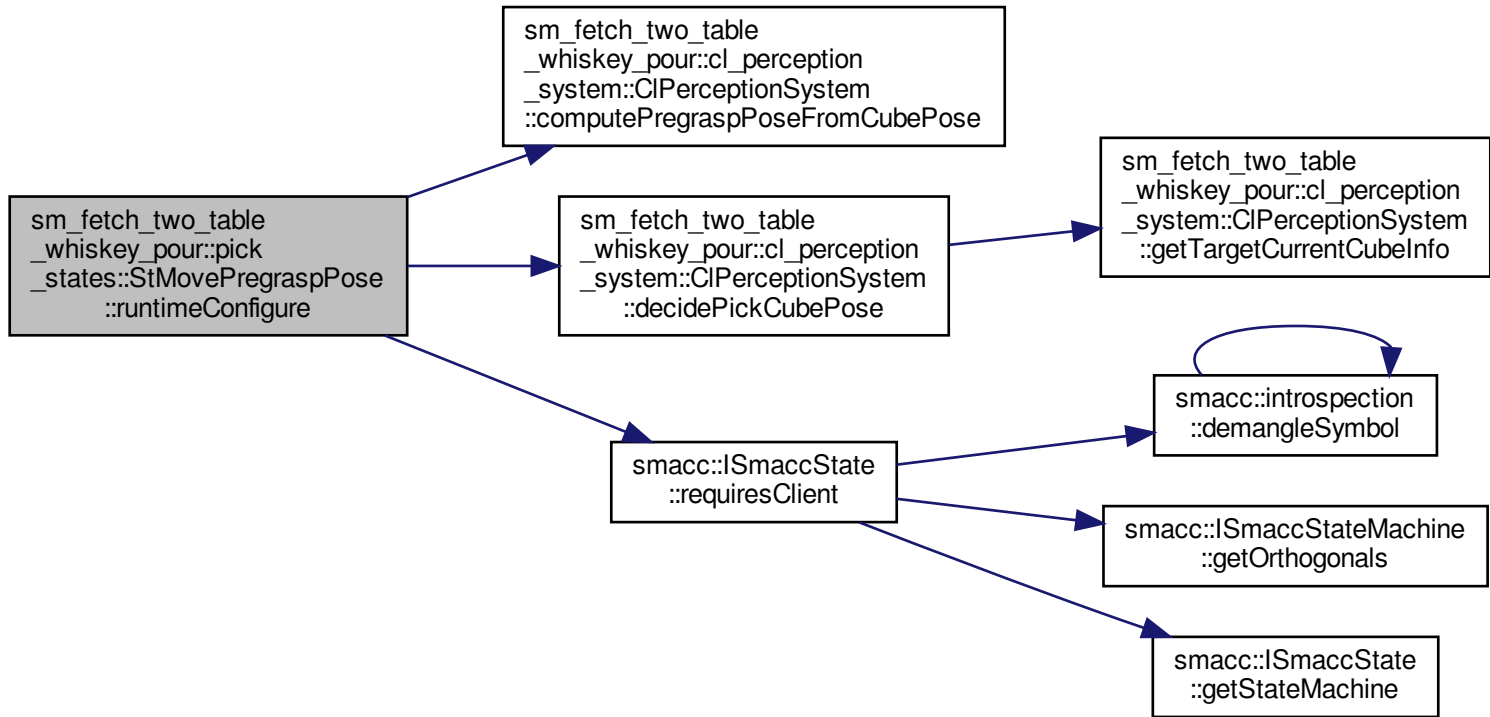 sm_fetch_two_table
_whiskey_pour::pick
_states::StMovePregraspPose
::runtimeConfigure
sm_fetch_two_table
_whiskey_pour::cl_perception
_system::ClPerceptionSystem
::computePregraspPoseFromCubePose
sm_fetch_two_table
_whiskey_pour::cl_perception
_system::ClPerceptionSystem
::decidePickCubePose
sm_fetch_two_table
_whiskey_pour::cl_perception
_system::ClPerceptionSystem
::getTargetCurrentCubeInfo
smacc::ISmaccState
::requiresClient
smacc::introspection
::demangleSymbol
smacc::ISmaccStateMachine
::getOrthogonals
smacc::ISmaccState
::getStateMachine